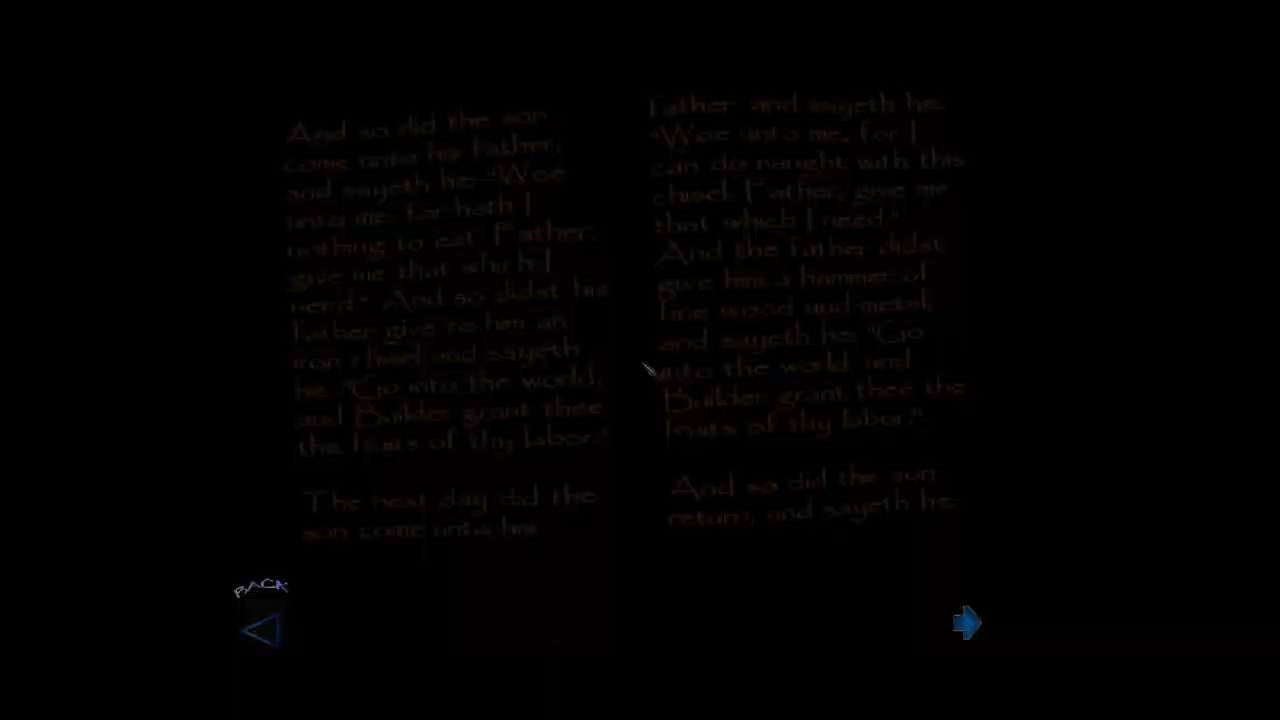 And so did the son
come unto his father,
and sayeth he: "Woe
unto me, for hath I
nothing to eat. Father,
give me that which I
need." And so didst his
father give to him an
iron chisel and sayeth
he: "Go into the world,
and Builder grant thee
the fruits of thy labor."
The next day did the
son come unto his
father and sayeth he:
"Woe unto me, for I
can do naught with this
chisel. Father, give me
that which I need."
And the father didst
give him a hammer of
fine wood and metal,
and sayeth he: "Go
unto the world, and
Builder grant thee the
fruits of thy labor."
And so did the son
return, and sayeth he:
BACK